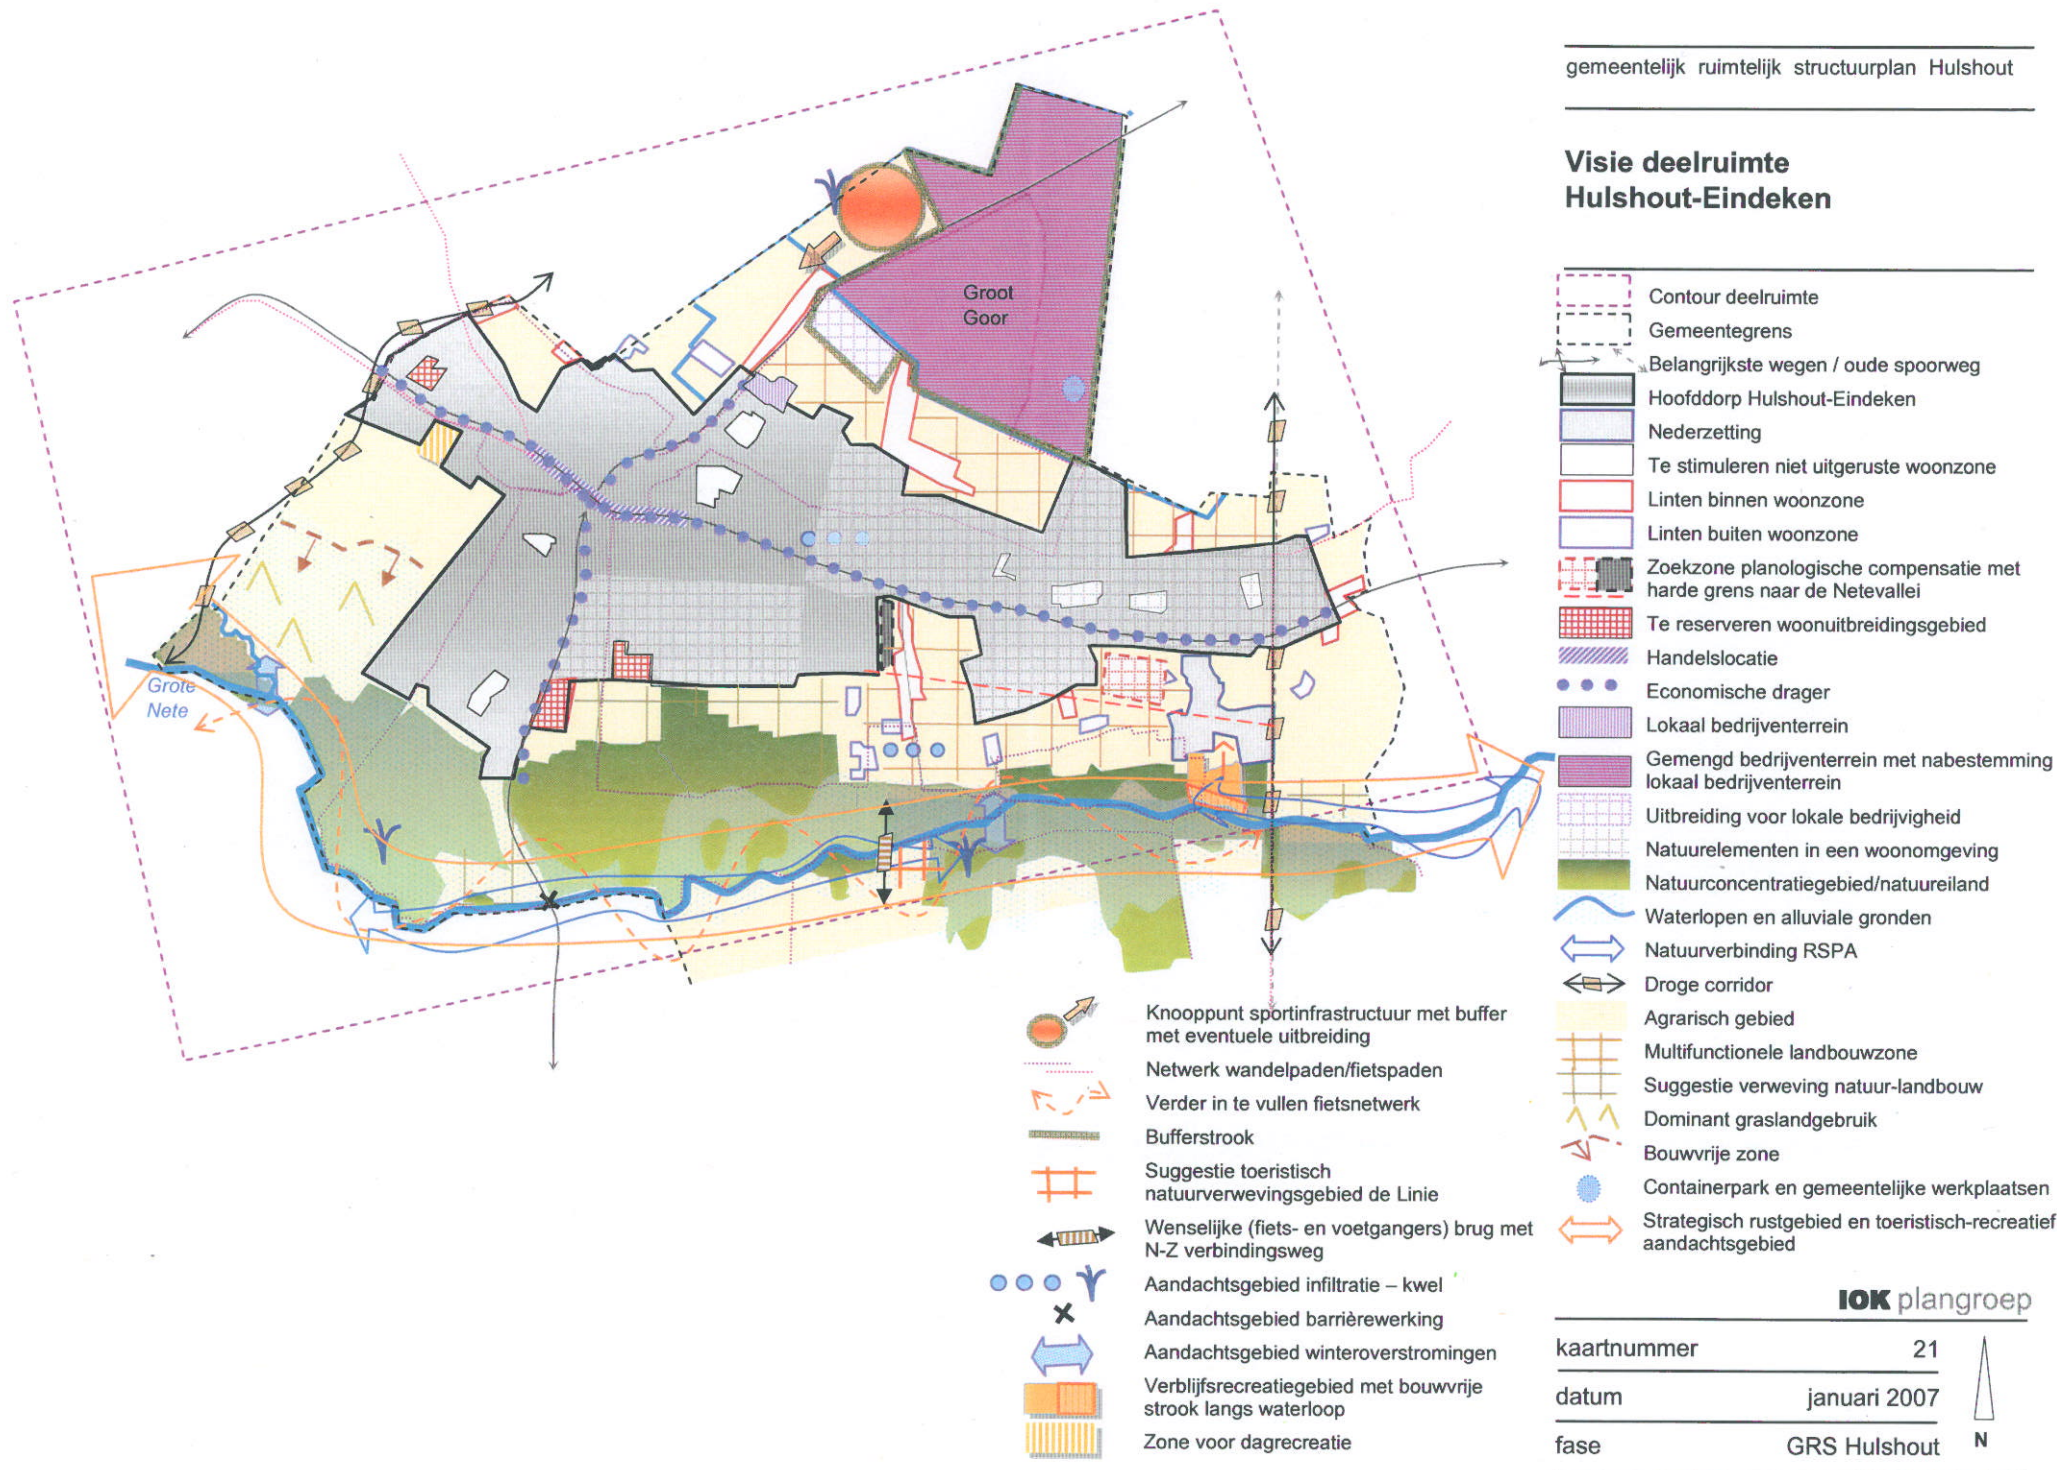 gemeentelijk ruimtelijk structuurplan Hulshout
Visie deelruimte
Hulshout-Eindeken
Groot
Goor
Grote
Nete
Contour deelruimte
Gemeentegrens
Belangrijkste wegen / oude spoorweg
Hoofddorp Hulshout-Eindeken
Nederzetting
Te stimuleren niet uitgeruste woonzone
Linten binnen woonzone
Linten buiten woonzone
Zoekzone planologische compensatie met
harde grens naar de Netevallei
Te reserveren woonuitbreidingsgebied
Handelslocatie
Economische drager
Lokaal bedrijventerrein
Gemengd bedrijventerrein met nabestemming
lokaal bedrijventerrein
Uitbreiding voor lokale bedrijvigheid
Natuurelementen in een woonomgeving
Natuurconcentratiegebied/natuureiland
Waterlopen en alluviale gronden
Natuurverbinding RSPA
Droge corridor
Agrarisch gebied
Multifunctionele landbouwzone
Suggestie verweving natuur-landbouw
Dominant graslandgebruik
Bouwvrije zone
Containerpark en gemeentelijke werkplaatsen
Strategisch rustgebied en toeristisch-recreatief
aandachtsgebied
Knooppunt sportinfrastructuur met buffer
met eventuele uitbreiding
Netwerk wandelpaden/fietspaden
Verder in te vullen fietsnetwerk
Bufferstrook
Suggestie toeristisch
natuurverwevingsgebied de Linie
Wenselijke (fiets- en voetgangers) brug met
N-Z verbindingsweg
Aandachtsgebied infiltratie – kwel
Aandachtsgebied barrièrewerking
Aandachtsgebied winteroverstromingen
Verblijfsrecreatiegebied met bouwvrije
strook langs waterloop
Zone voor dagrecreatie
IOK plangroep
kaartnummer 21
datum januari 2007
fase GRS Hulshout
N